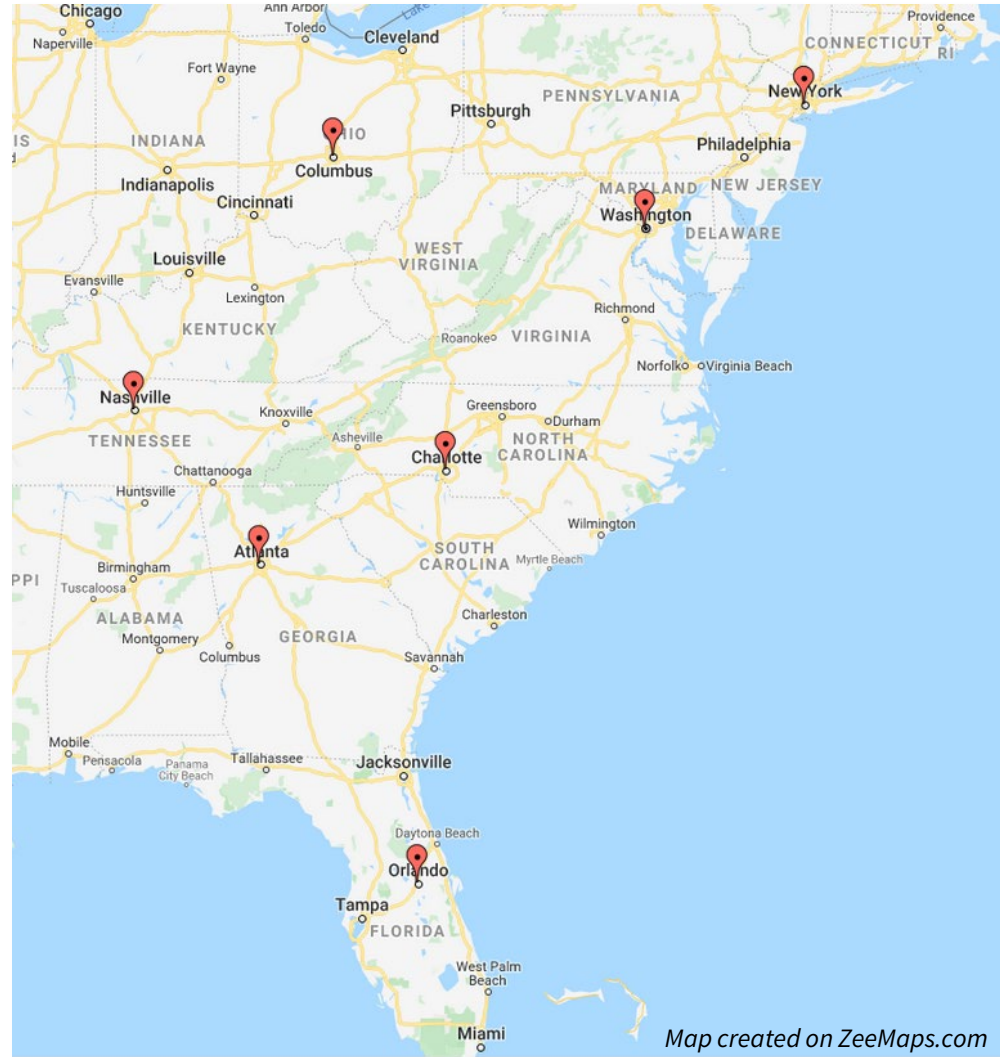 Chicago
Ann Arbor
Lake
Providence
Naperville
Toledo
Cleveland
CONNECTICUT
RI
Fort Wayne
New York
PENNSYLVANIA
Pittsburgh
IS
INDIANA
HIO
Philadelphia
Columbus
Indianapolis
MARYLAND
NEW JERSEY
Cincinnati
Washington
DELAWARE
WEST
VIRGINIA
Louisville
Evansville
Lexington
Richmond
KENTUCKY
Roanoke
VIRGINIA
Norfolk
Virginia Beach
Nashville
Knoxville
Greensboro
Durham
TENNESSEE
Asheville
NORTH
CAROLINA
Charlotte
Chattanooga
Huntsville
Wilmington
Atlanta
SOUTH
CAROLINA
Myrtle Beach
Birmingham
PPI
Tuscaloosa
ALABAMA
Charleston
Montgomery
GEORGIA
Columbus
Savannah
Mobile
Pensacola
Panama
City Beach
Tallahassee
Jacksonville
Daytona Beach
Orlando
Tampa
FLORIDA
West Palm
Beach
Miami
Map created on ZeeMaps.com